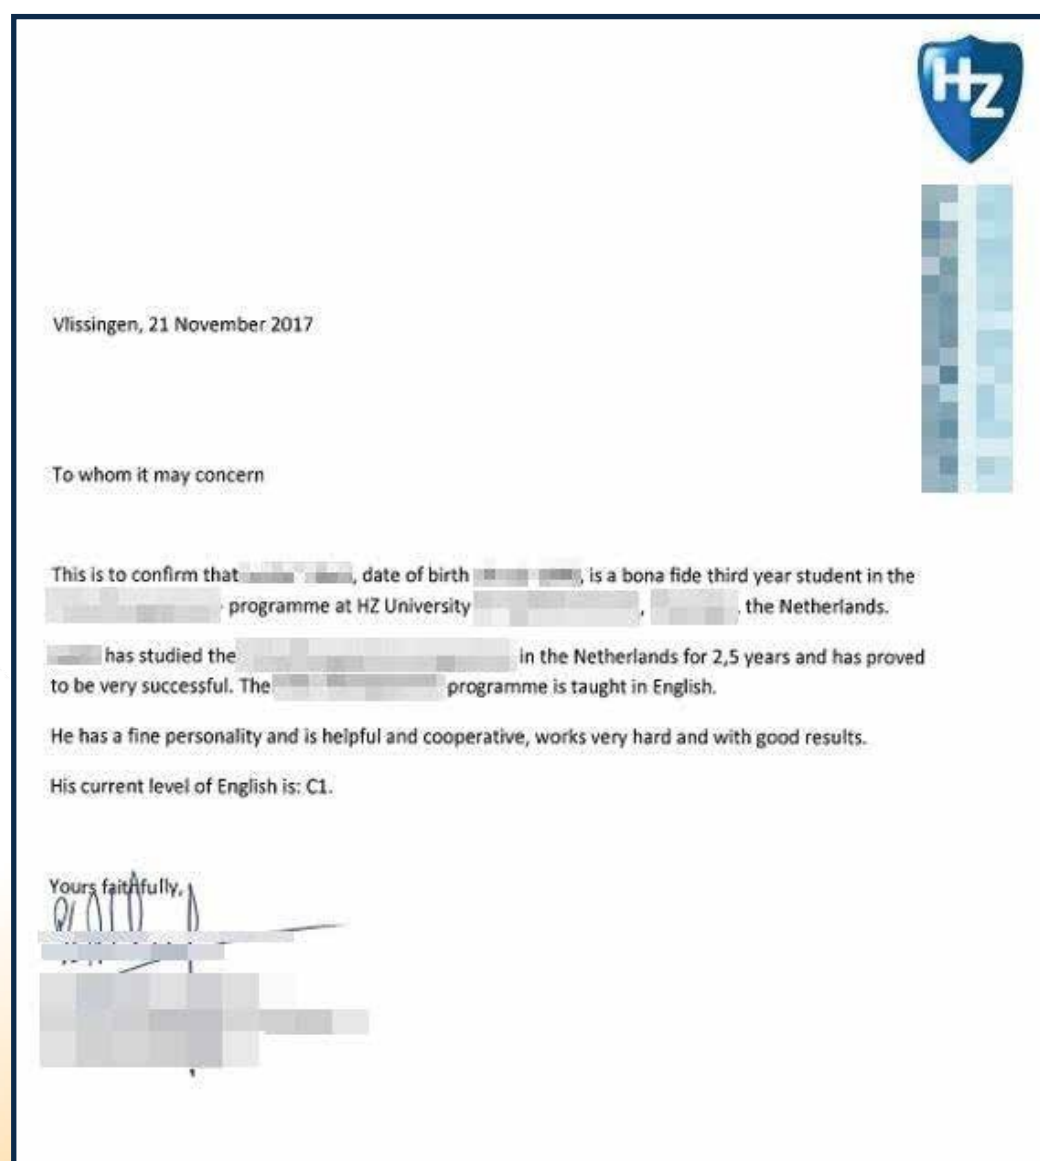 HZ
Vlissingen, 21 November 2017
To whom it may concern
This is to confirm that , date of birth , is a bona fide third year student in the
programme at HZ University , , the Netherlands.
has studied the in the Netherlands for 2,5 years and has proved
to be very successful. The programme is taught in English.
He has a fine personality and is helpful and cooperative, works very hard and with good results.
His current level of English is: C1.
Yours faithfully,